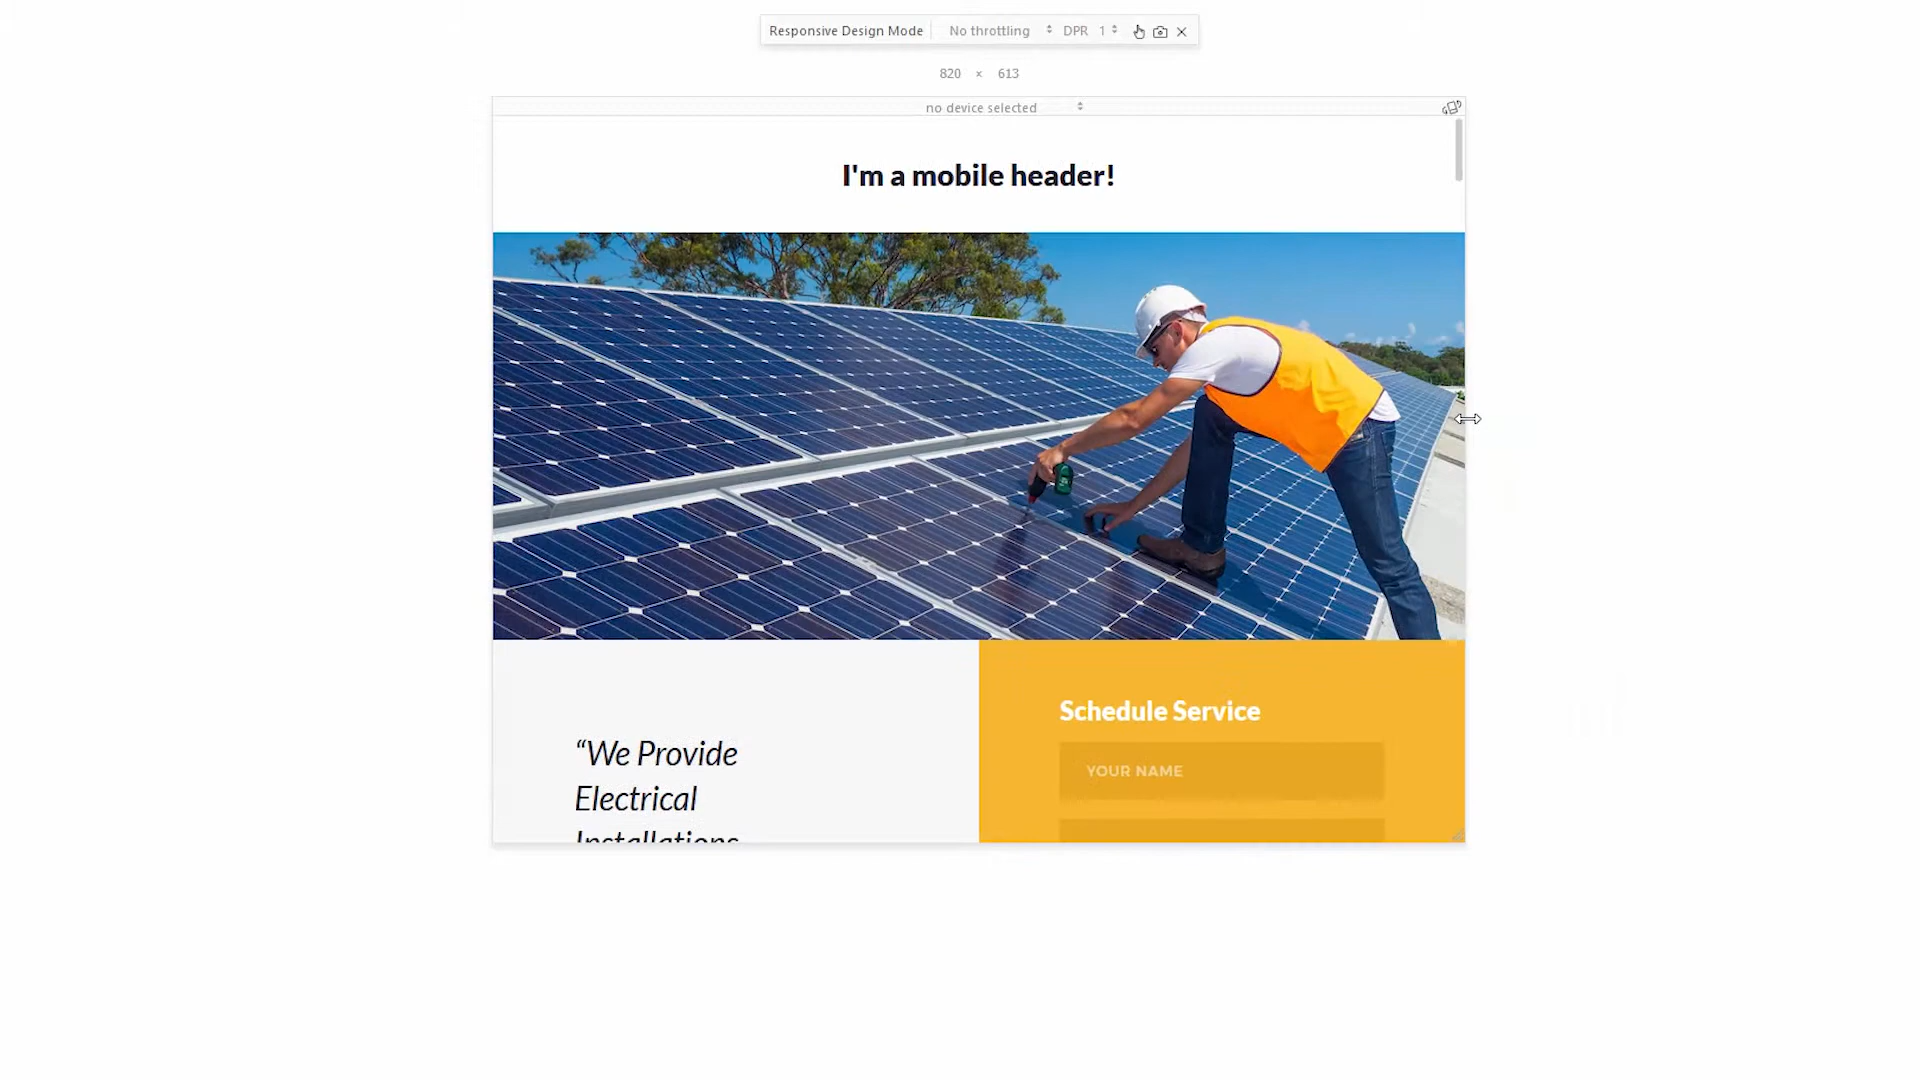 Responsive Design Mode No throttling DPR 1
820 × 613
no device selected
I'm a mobile header!
Schedule Service
“We Provide
YOUR NAME
Electrical
Installations